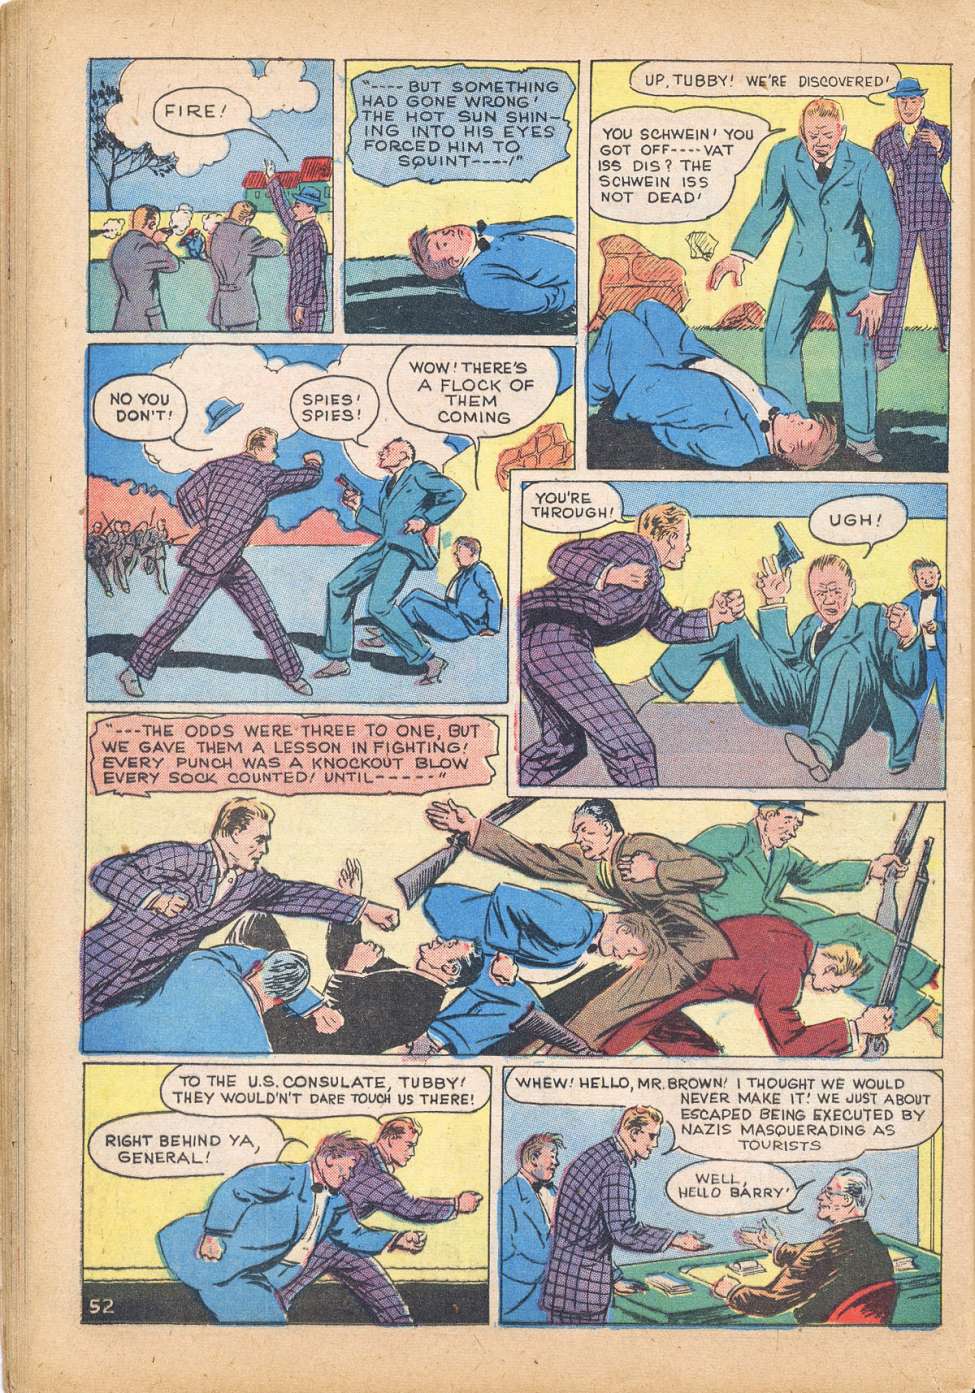 FIRE!
"---- BUT SOMETHING
HAD GONE WRONG!
THE HOT SUN SHIN-
ING INTO HIS EYES
FORCED HIM TO
SQUINT----!"
UP, TUBBY! WE'RE DISCOVERED!
YOU SCHWEIN! YOU
GOT OFF----VAT
ISS DIS? THE
SCHWEIN ISS
NOT DEAD!
NO YOU
DON'T!
SPIES!
SPIES!
WOW! THERE'S
A FLOCK OF
THEM
COMING
YOU'RE
THROUGH!
UGH!
"---THE ODDS WERE THREE TO ONE, BUT
WE GAVE THEM A LESSON IN FIGHTING!
EVERY PUNCH WAS A KNOCKOUT BLOW
EVERY SOCK COUNTED! UNTIL-----"
TO THE U.S. CONSULATE, TUBBY!
THEY WOULDN'T DARE TOUCH US THERE!
RIGHT BEHIND YA,
GENERAL!
WHEW! HELLO, MR. BROWN! I THOUGHT WE WOULD
NEVER MAKE IT! WE JUST ABOUT
ESCAPED BEING EXECUTED BY
NAZIS MASQUERADING AS
TOURISTS
WELL,
HELLO BARRY!
52